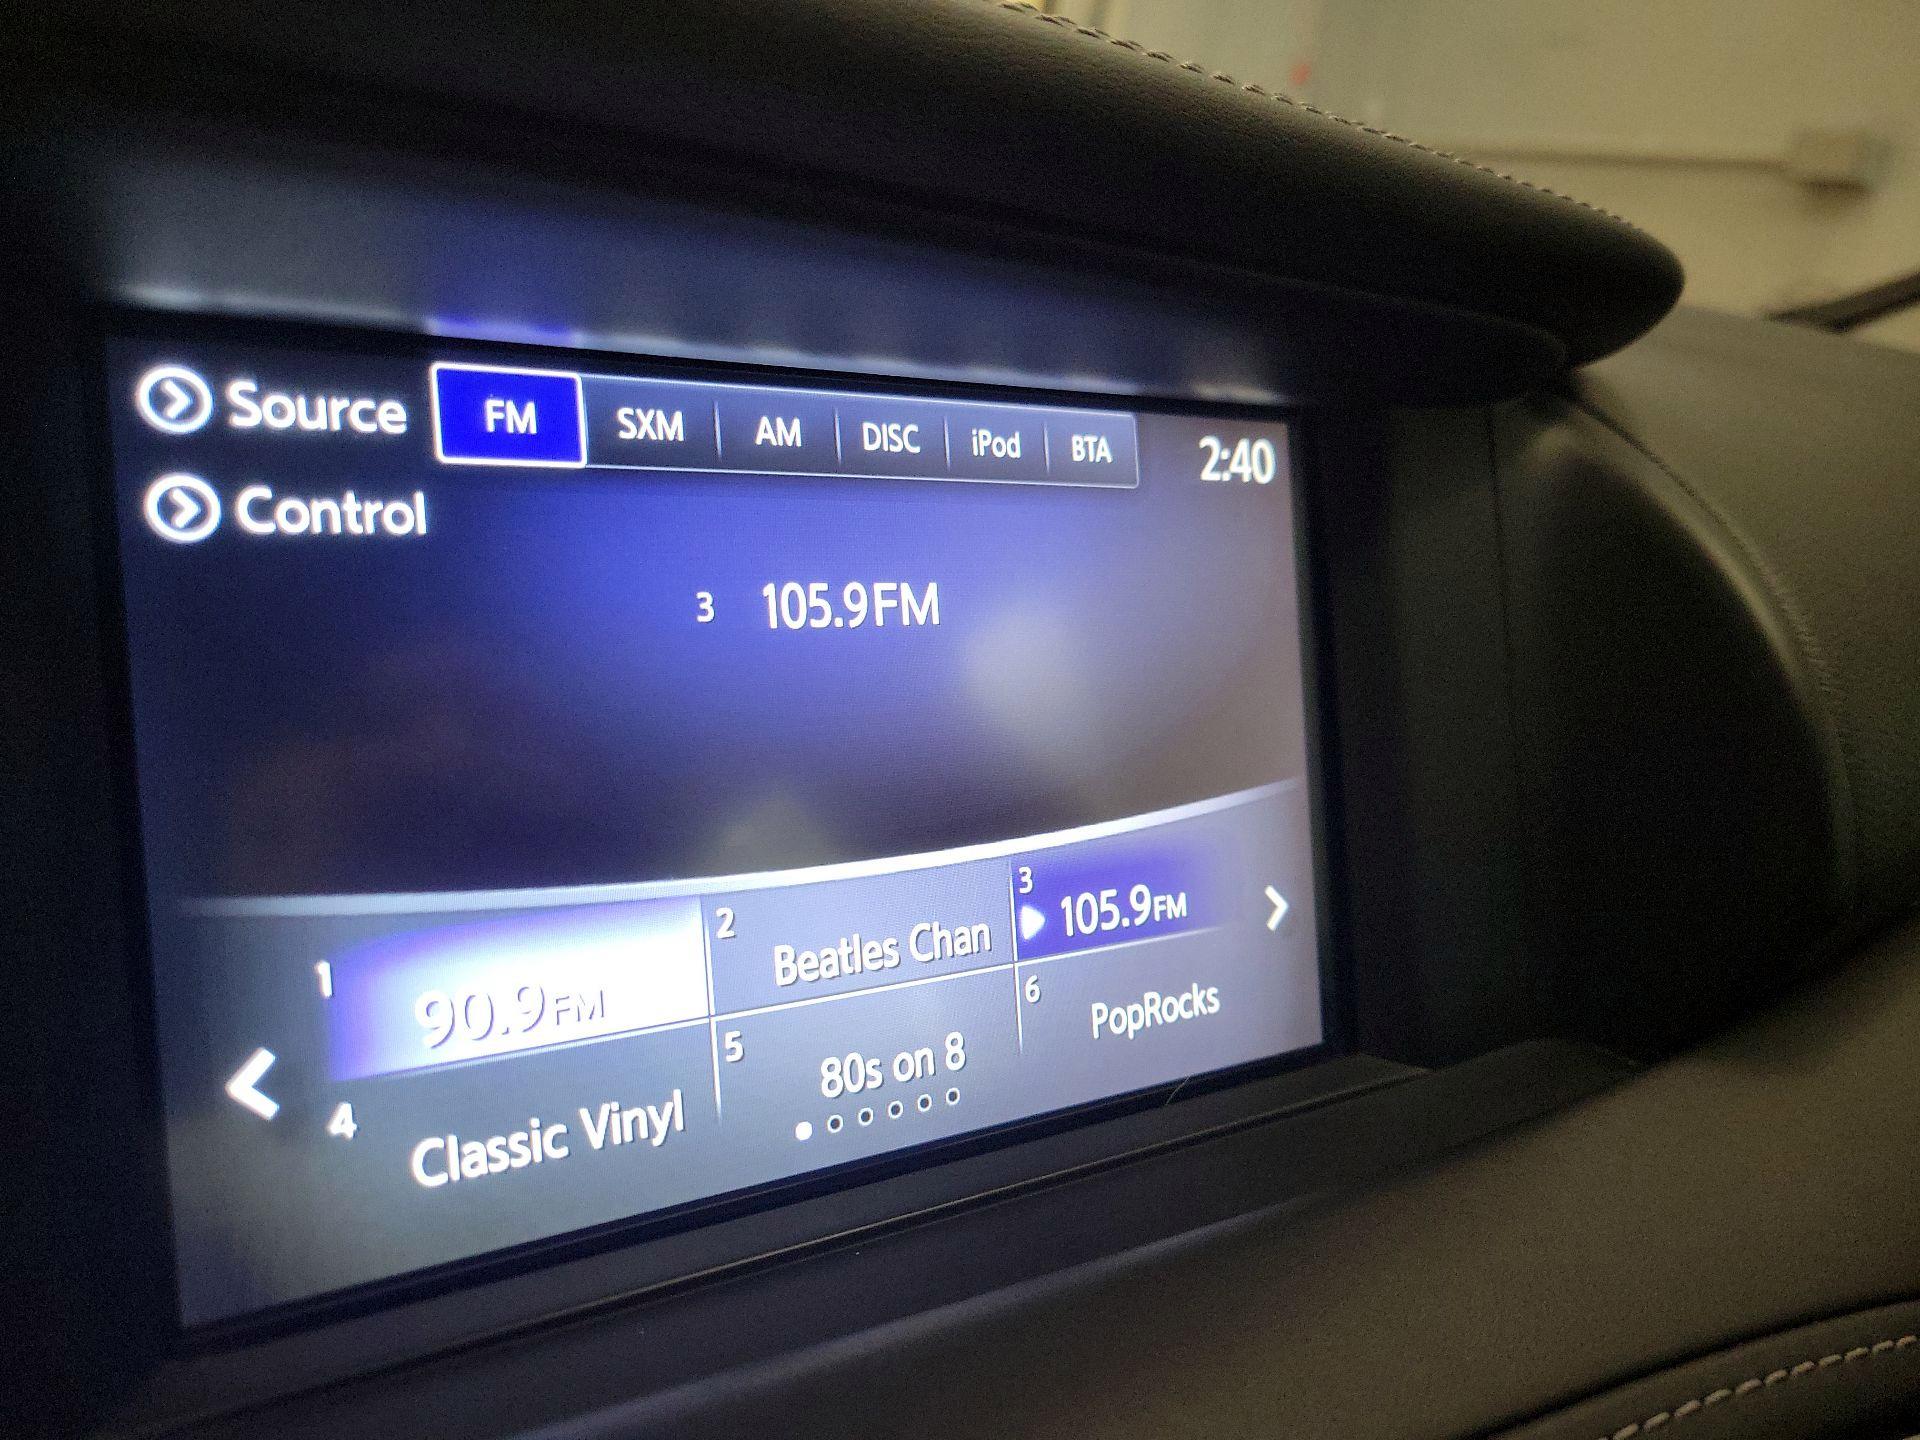 Source FM SXM AM DISC iPod BTA 2:40
Control
3 105.9FM
1 90.9FM 2 Beatles Chan 3 105.9FM
4 Classic Vinyl 5 80s on 8 6 PopRocks